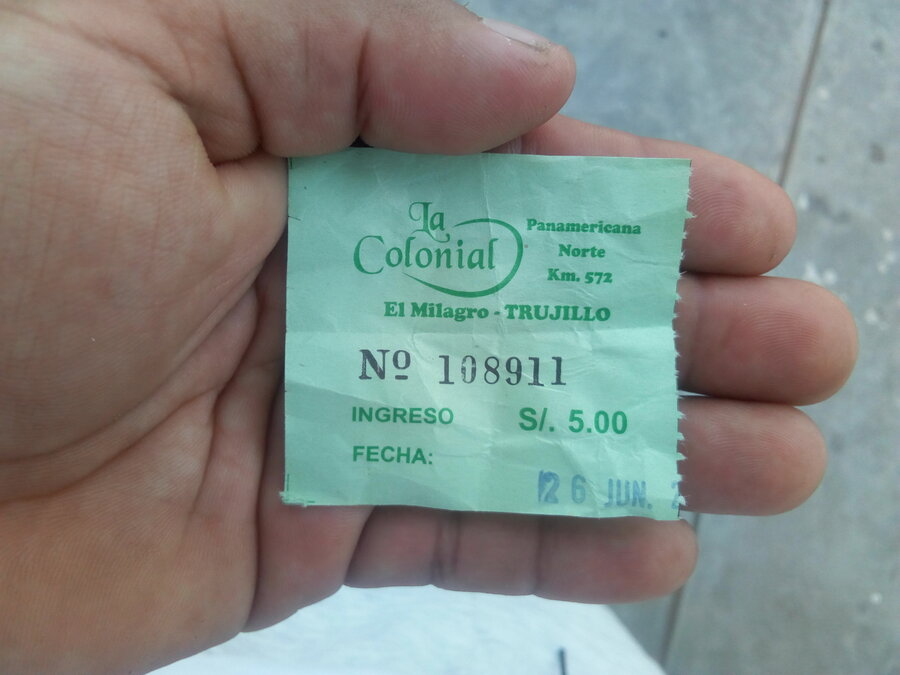 La
Colonial
Panamericana
Norte
Km. 572
El Milagro - TRUJILLO
Nº 108911
INGRESO S/. 5.00
FECHA:
26 JUN.